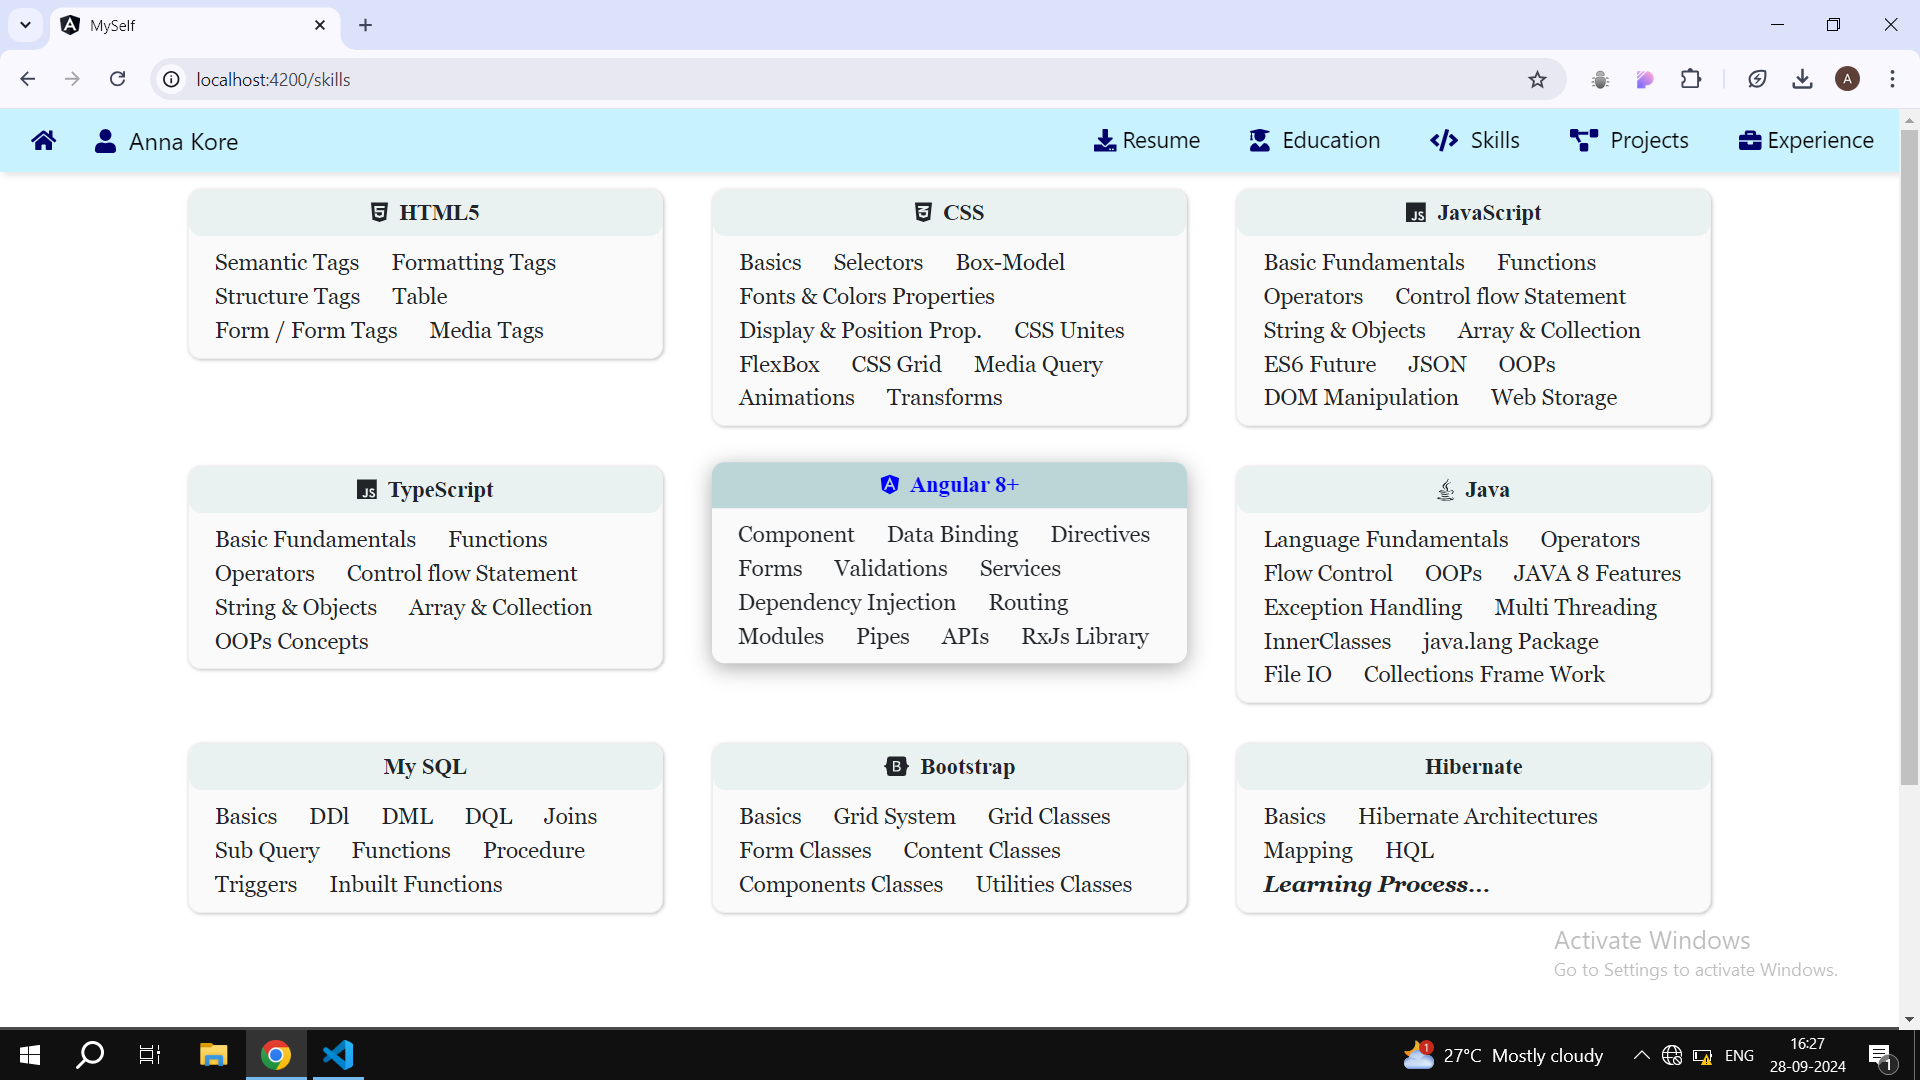 MySelf
localhost:4200/skills
A
Anna Kore
Resume
Education
Skills
Projects
Experience
HTML5
Semantic Tags Formatting Tags
Structure Tags Table
Form / Form Tags Media Tags
CSS
Basics Selectors Box-Model
Fonts & Colors Properties
Display & Position Prop. CSS Unites
FlexBox CSS Grid Media Query
Animations Transforms
JS JavaScript
Basic Fundamentals Functions
Operators Control flow Statement
String & Objects Array & Collection
ES6 Future JSON OOPs
DOM Manipulation Web Storage
JS TypeScript
Basic Fundamentals Functions
Operators Control flow Statement
String & Objects Array & Collection
OOPs Concepts
Angular 8+
Component Data Binding Directives
Forms Validations Services
Dependency Injection Routing
Modules Pipes APIs RxJs Library
Java
Language Fundamentals Operators
Flow Control OOPs JAVA 8 Features
Exception Handling Multi Threading
InnerClasses java.lang Package
File IO Collections Frame Work
My SQL
Basics DDl DML DQL Joins
Sub Query Functions Procedure
Triggers Inbuilt Functions
B Bootstrap
Basics Grid System Grid Classes
Form Classes Content Classes
Components Classes Utilities Classes
Hibernate
Basics Hibernate Architectures
Mapping HQL
Learning Process...
Activate Windows
Go to Settings to activate Windows.
1
27°C Mostly cloudy
ENG
16:27
28-09-2024
1